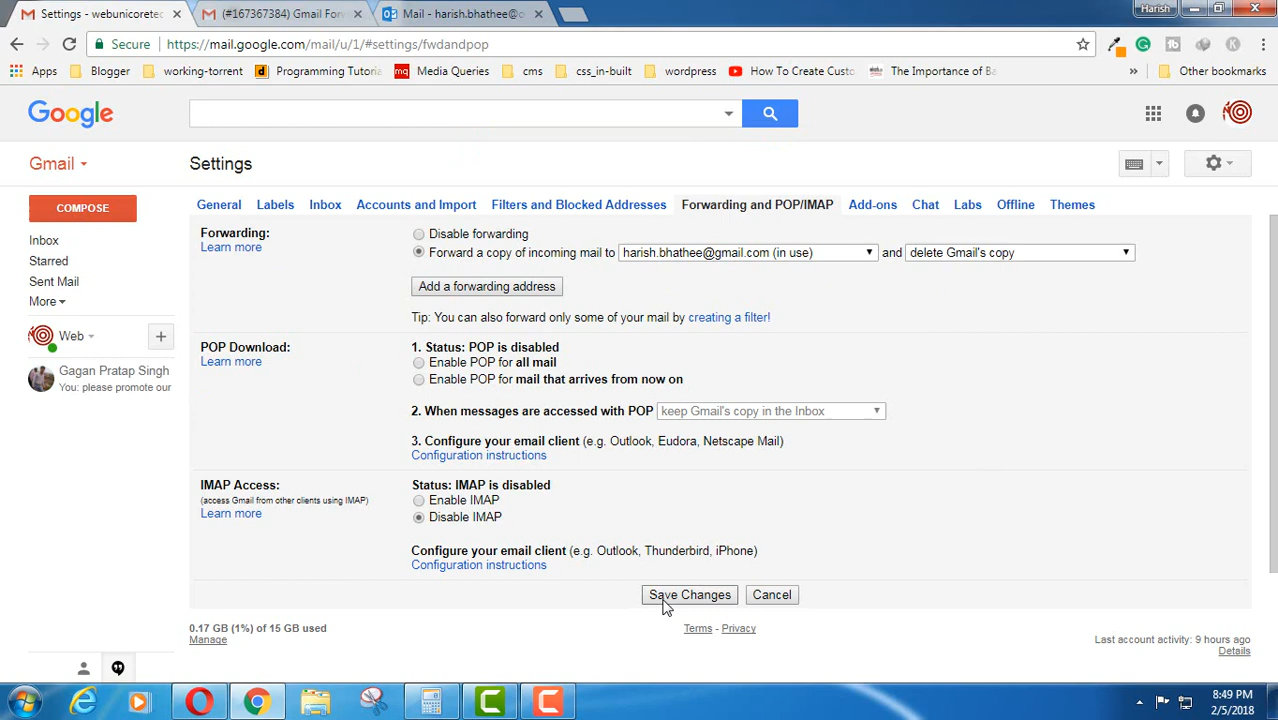 Harish
Settings - webunicoretec
(#167367384) Gmail For
Mail - harish.bhathee@o
Secure
https://mail.google.com/mail/u/1/#settings/fwdandpop
Apps
Blogger
working-torrent
Programming Tutoria
Media Queries
cms
css_in-built
wordpress
How To Create Custo
The Importance of Ba
»
Other bookmarks
Google
Gmail
Settings
COMPOSE
General
Labels
Inbox
Accounts and Import
Filters and Blocked Addresses
Forwarding and POP/IMAP
Add-ons
Chat
Labs
Offline
Themes
Inbox
Starred
Sent Mail
More
Web
+
Gagan Pratap Singh
You: please promote our
Forwarding:
Learn more
Disable forwarding
Forward a copy of incoming mail to harish.bhathee@gmail.com (in use) and delete Gmail's copy
Add a forwarding address
Tip: You can also forward only some of your mail by creating a filter!
POP Download:
Learn more
1. Status: POP is disabled
Enable POP for all mail
Enable POP for mail that arrives from now on
2. When messages are accessed with POP keep Gmail's copy in the Inbox
3. Configure your email client (e.g. Outlook, Eudora, Netscape Mail)
Configuration instructions
IMAP Access:
(access Gmail from other clients using IMAP)
Learn more
Status: IMAP is disabled
Enable IMAP
Disable IMAP
Configure your email client (e.g. Outlook, Thunderbird, iPhone)
Configuration instructions
Save Changes
Cancel
0.17 GB (1%) of 15 GB used
Manage
Terms - Privacy
Last account activity: 9 hours ago
Details
8:49 PM
2/5/2018